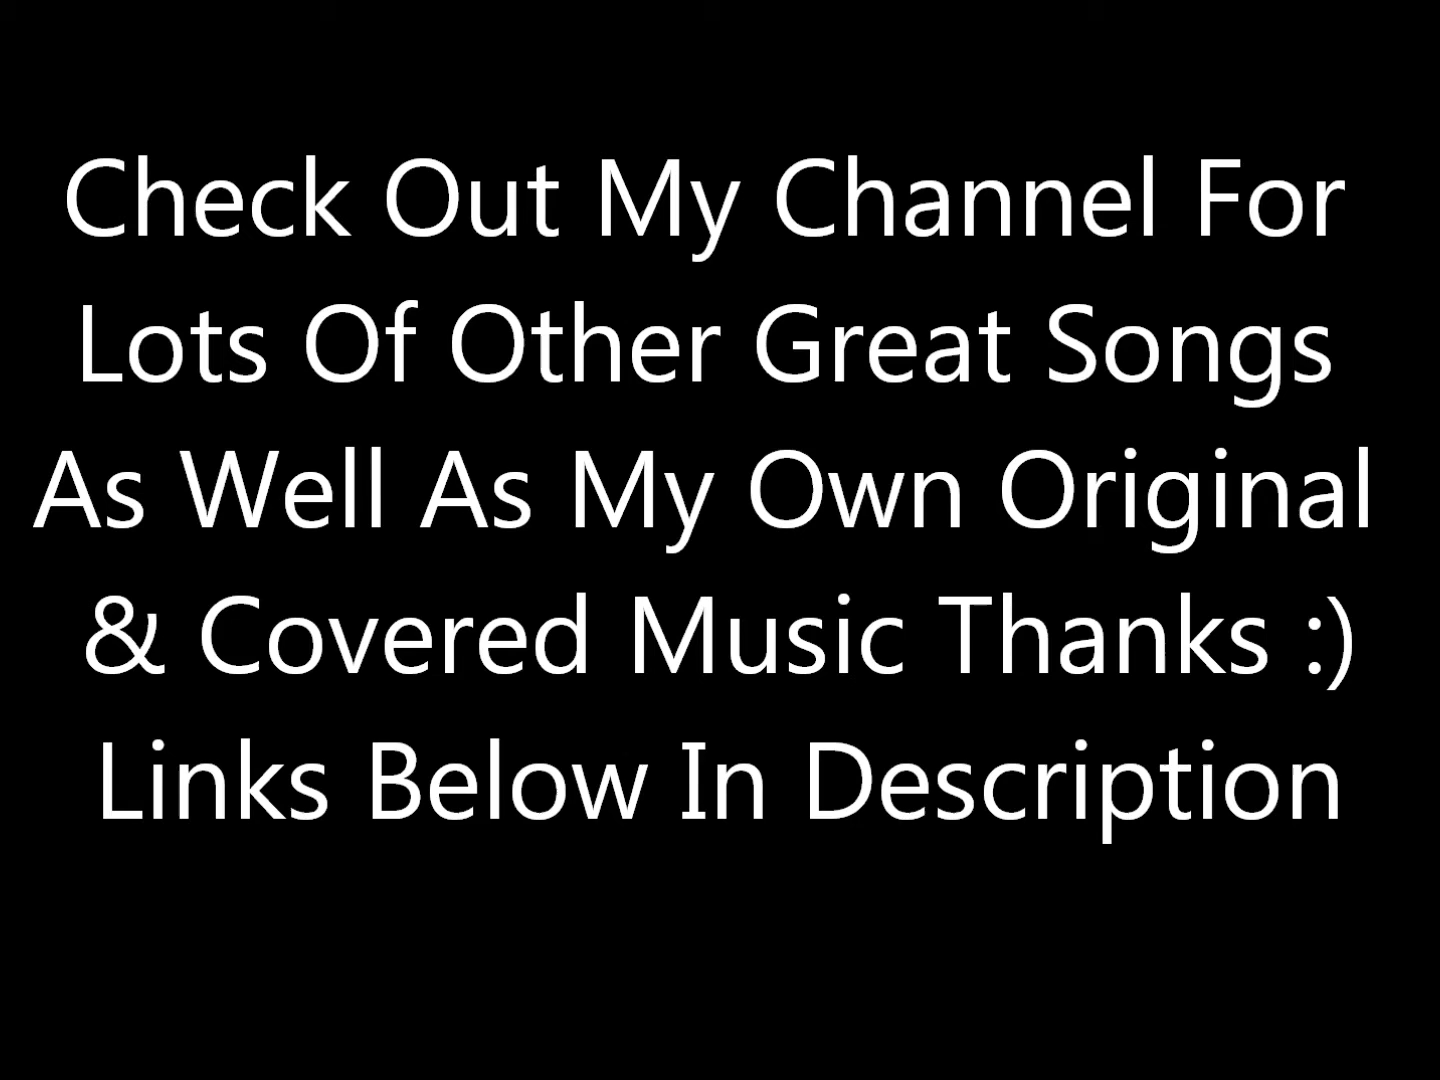 Check Out My Channel For
Lots Of Other Great Songs
As Well As My Own Original
& Covered Music Thanks :)
Links Below In Description